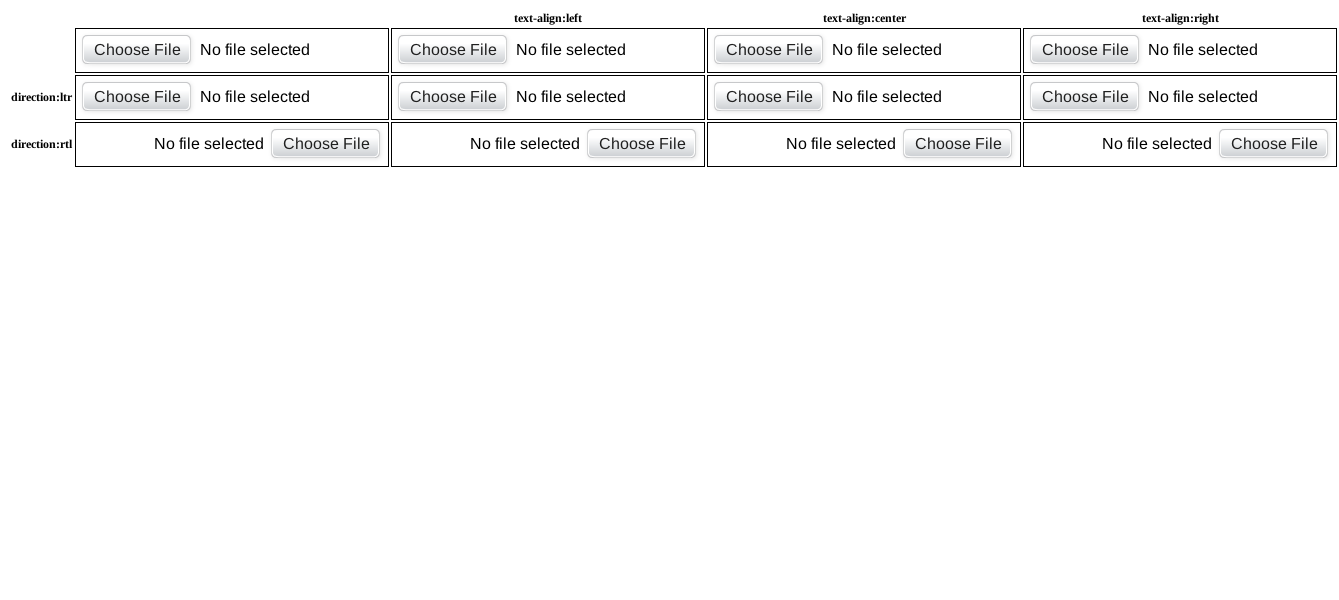 text-align:left text-align:center text-align:right
Choose File No file selected Choose File No file selected Choose File No file selected Choose File No file selected
direction:ltr Choose File No file selected Choose File No file selected Choose File No file selected Choose File No file selected
direction:rtl No file selected Choose File No file selected Choose File No file selected Choose File No file selected Choose File